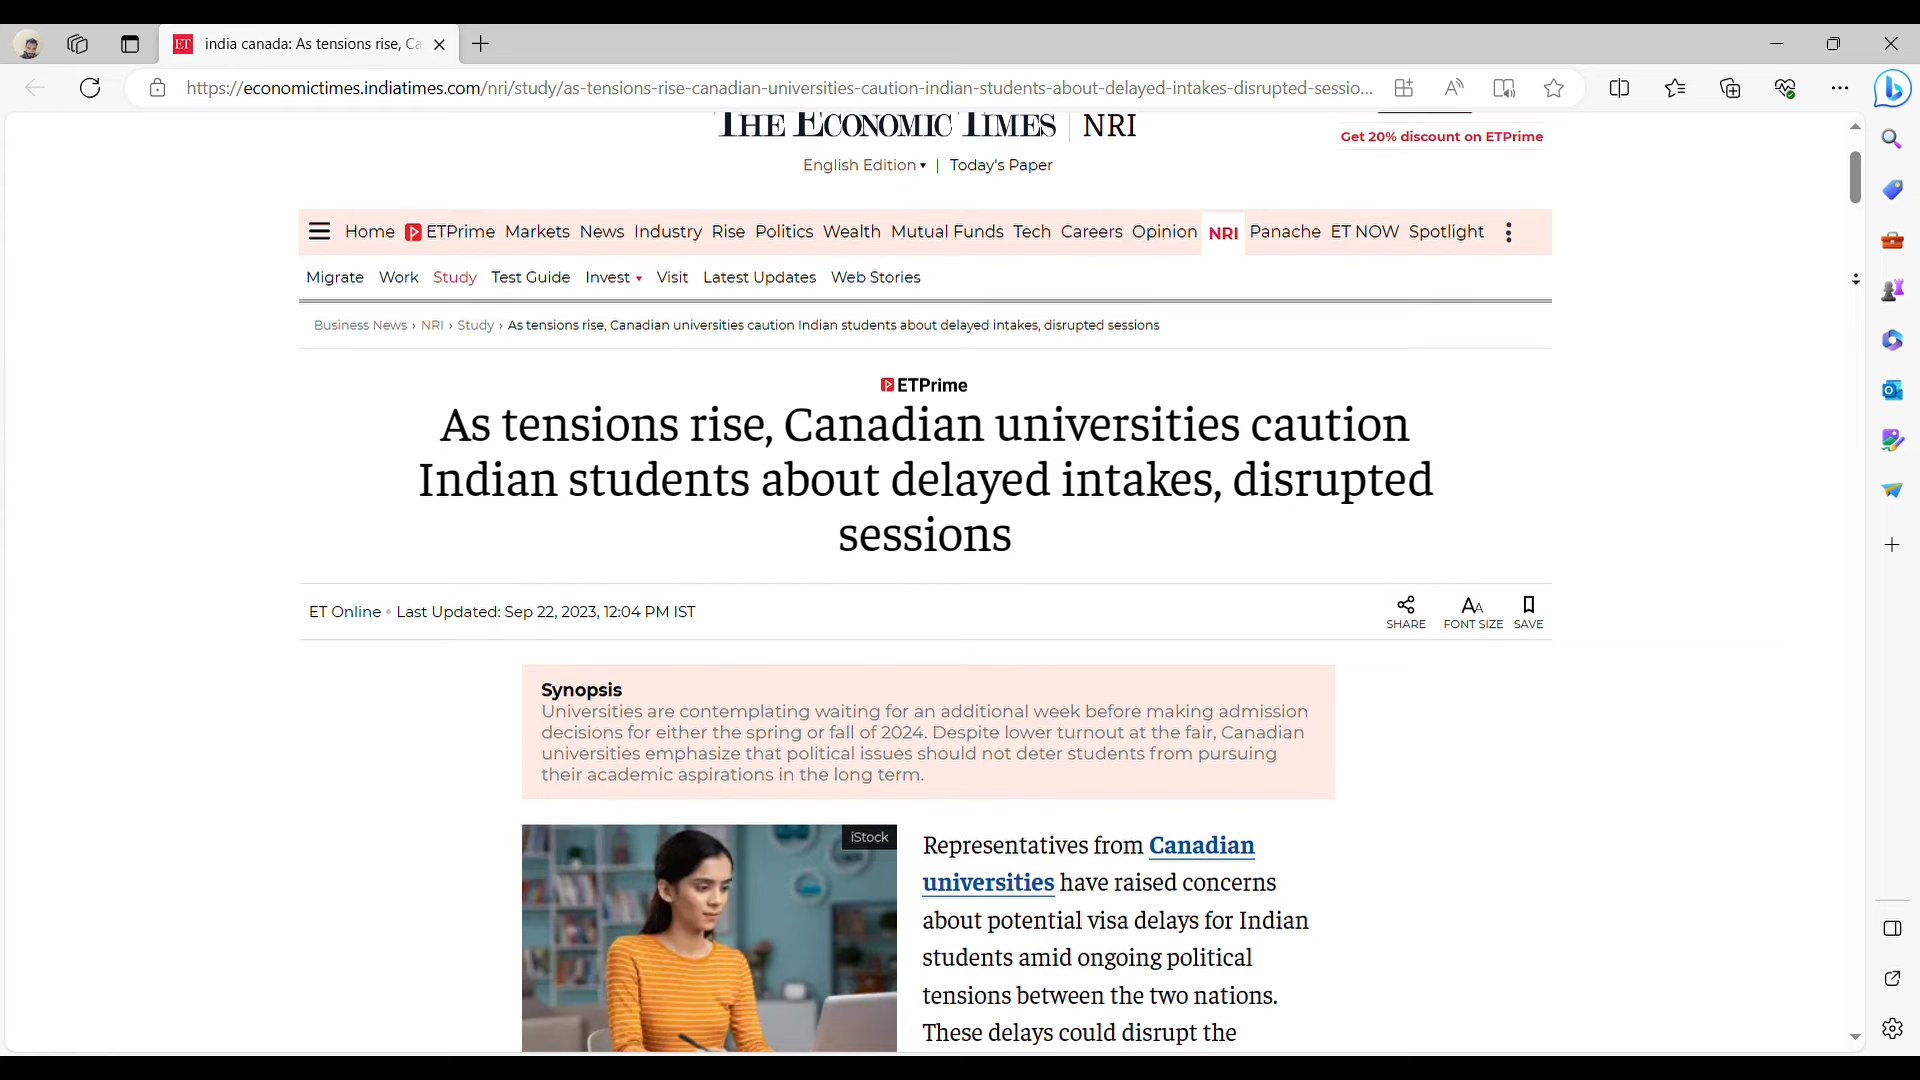 india canada: As tensions rise, Ca
https://economictimes.indiatimes.com/nri/study/as-tensions-rise-canadian-universities-caution-indian-students-about-delayed-intakes-disrupted-sessio...
THE ECONOMIC TIMES | NRI
Get 20% discount on ETPrime
English Edition ▾ | Today's Paper
Home ETPrime Markets News Industry Rise Politics Wealth Mutual Funds Tech Careers Opinion NRI Panache ET NOW Spotlight
Migrate Work Study Test Guide Invest ▾ Visit Latest Updates Web Stories
Business News › NRI › Study › As tensions rise, Canadian universities caution Indian students about delayed intakes, disrupted sessions
ETPrime
As tensions rise, Canadian universities caution
Indian students about delayed intakes, disrupted
sessions
ET Online • Last Updated: Sep 22, 2023, 12:04 PM IST
SHARE FONT SIZE SAVE
Synopsis
Universities are contemplating waiting for an additional week before making admission
decisions for either the spring or fall of 2024. Despite lower turnout at the fair, Canadian
universities emphasize that political issues should not deter students from pursuing
their academic aspirations in the long term.
iStock
Representatives from Canadian
universities have raised concerns
about potential visa delays for Indian
students amid ongoing political
tensions between the two nations.
These delays could disrupt the